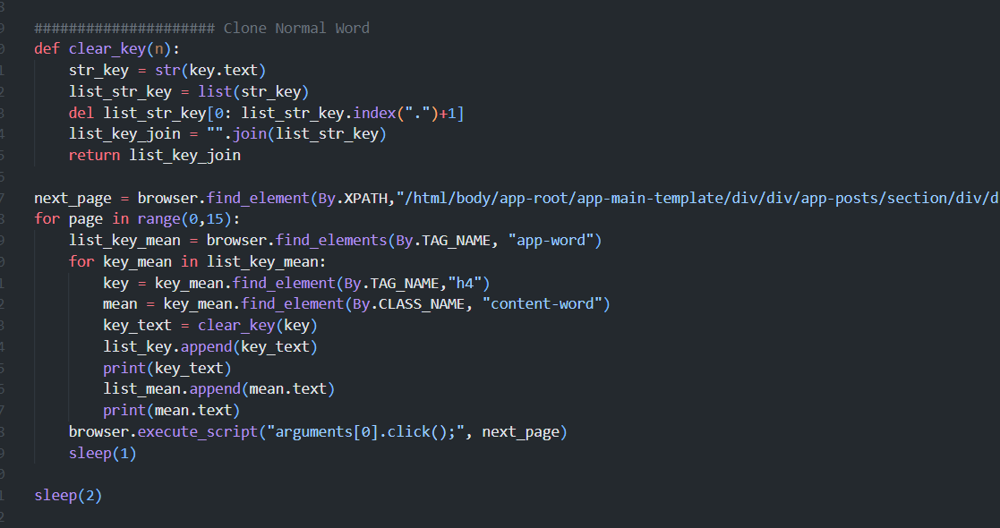 ##################### Clone Normal Word
def clear_key(n):
    str_key = str(key.text)
    list_str_key = list(str_key)
    del list_str_key[0: list_str_key.index(".")+1]
    list_key_join = "".join(list_str_key)
    return list_key_join
next_page = browser.find_element(By.XPATH,"/html/body/app-root/app-main-template/div/div/app-posts/section/div/d
for page in range(0,15):
    list_key_mean = browser.find_elements(By.TAG_NAME, "app-word")
    for key_mean in list_key_mean:
        key = key_mean.find_element(By.TAG_NAME,"h4")
        mean = key_mean.find_element(By.CLASS_NAME, "content-word")
        key_text = clear_key(key)
        list_key.append(key_text)
        print(key_text)
        list_mean.append(mean.text)
        print(mean.text)
    browser.execute_script("arguments[0].click();", next_page)
    sleep(1)
sleep(2)